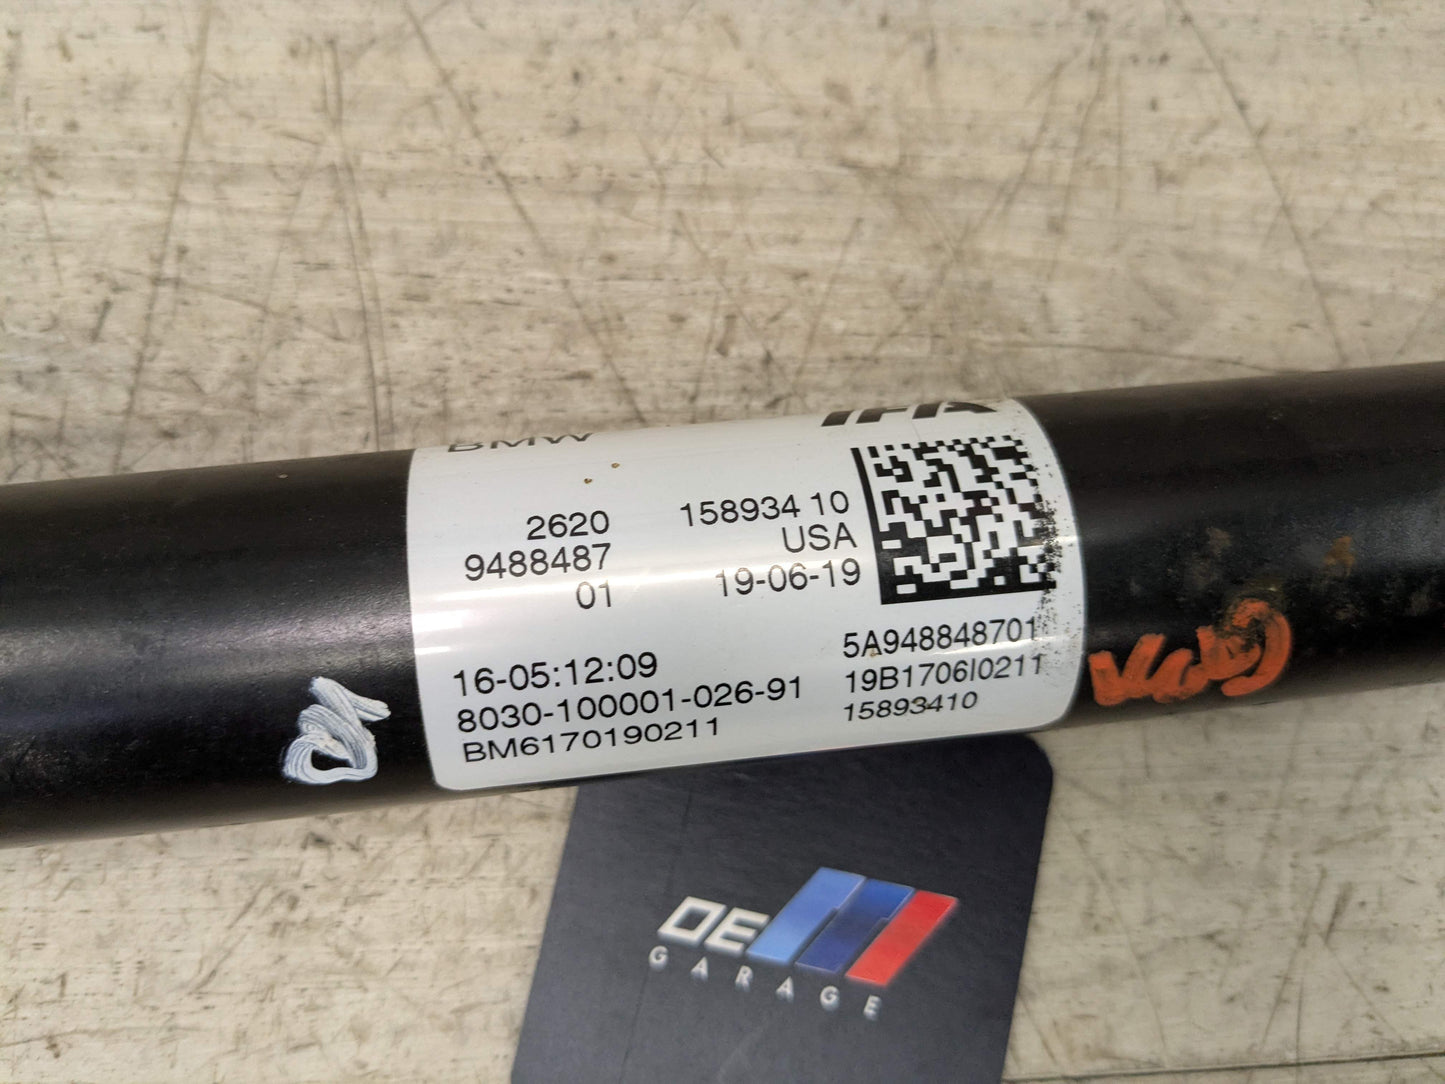 BMW
IFA
2620
9488487
01
158934 10
USA
19-06-19
16-05:12:09
8030-100001-026-91
BM6170190211
5A948848701
19B1706I0211
15893410
OE
GARAGE